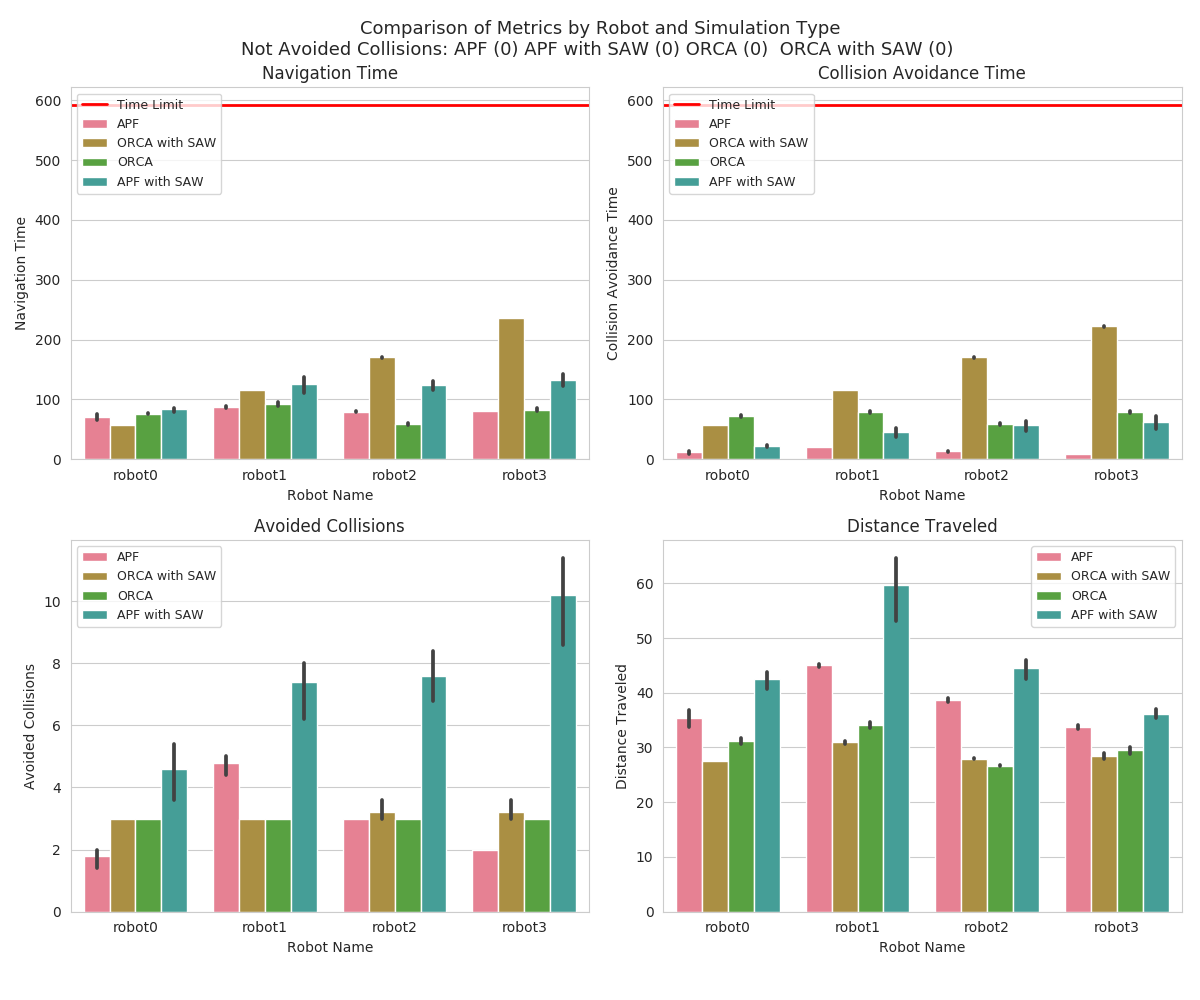 Comparison of Metrics by Robot and Simulation Type
Not Avoided Collisions: APF (0) APF with SAW (0) ORCA (0)  ORCA with SAW (0)
Navigation Time
Time Limit
APF
ORCA with SAW
ORCA
APF with SAW
Navigation Time
600
500
400
300
200
100
0
robot0
robot1
robot2
robot3
Robot Name
Collision Avoidance Time
Time Limit
APF
ORCA with SAW
ORCA
APF with SAW
Collision Avoidance Time
600
500
400
300
200
100
0
robot0
robot1
robot2
robot3
Robot Name
Avoided Collisions
APF
ORCA with SAW
ORCA
APF with SAW
Avoided Collisions
10
8
6
4
2
0
robot0
robot1
robot2
robot3
Robot Name
Distance Traveled
APF
ORCA with SAW
ORCA
APF with SAW
Distance Traveled
60
50
40
30
20
10
0
robot0
robot1
robot2
robot3
Robot Name